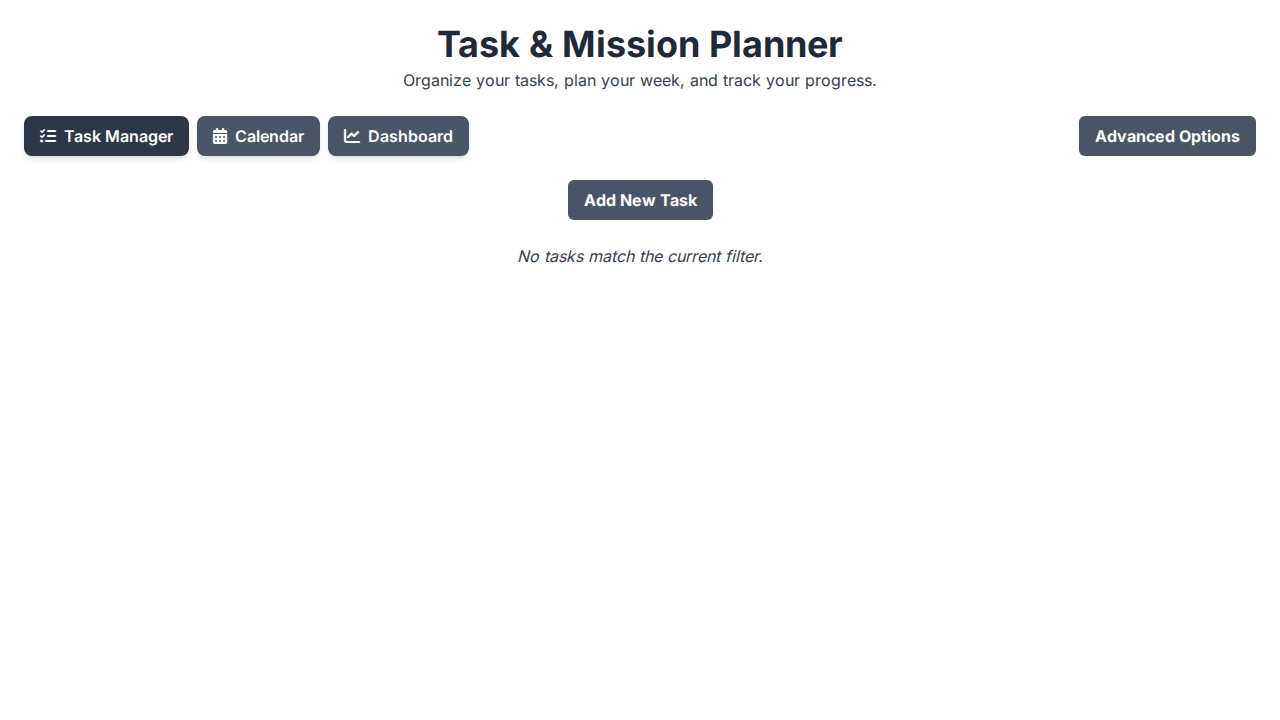 Task & Mission Planner
Organize your tasks, plan your week, and track your progress.
Task Manager
Calendar
Dashboard
Advanced Options
Add New Task
No tasks match the current filter.